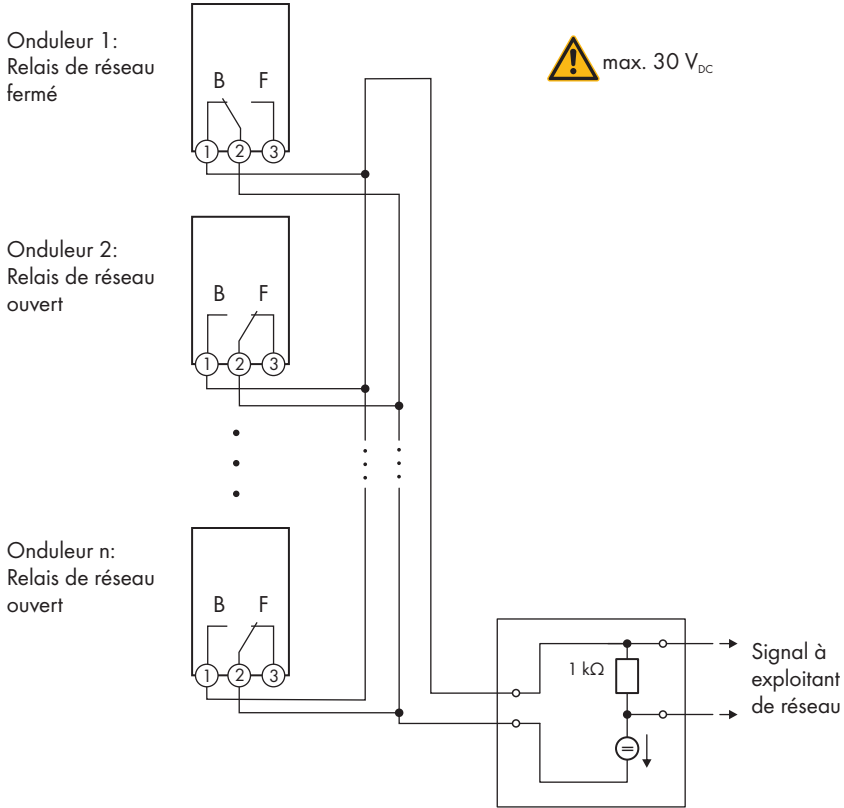 Onduleur 1:
Relais de réseau
fermé
B F
1 2 3
max. 30 VDC
Onduleur 2:
Relais de réseau
ouvert
B F
1 2 3
Onduleur n:
Relais de réseau
ouvert
B F
1 2 3
1 kΩ
Signal à
exploitant
de réseau